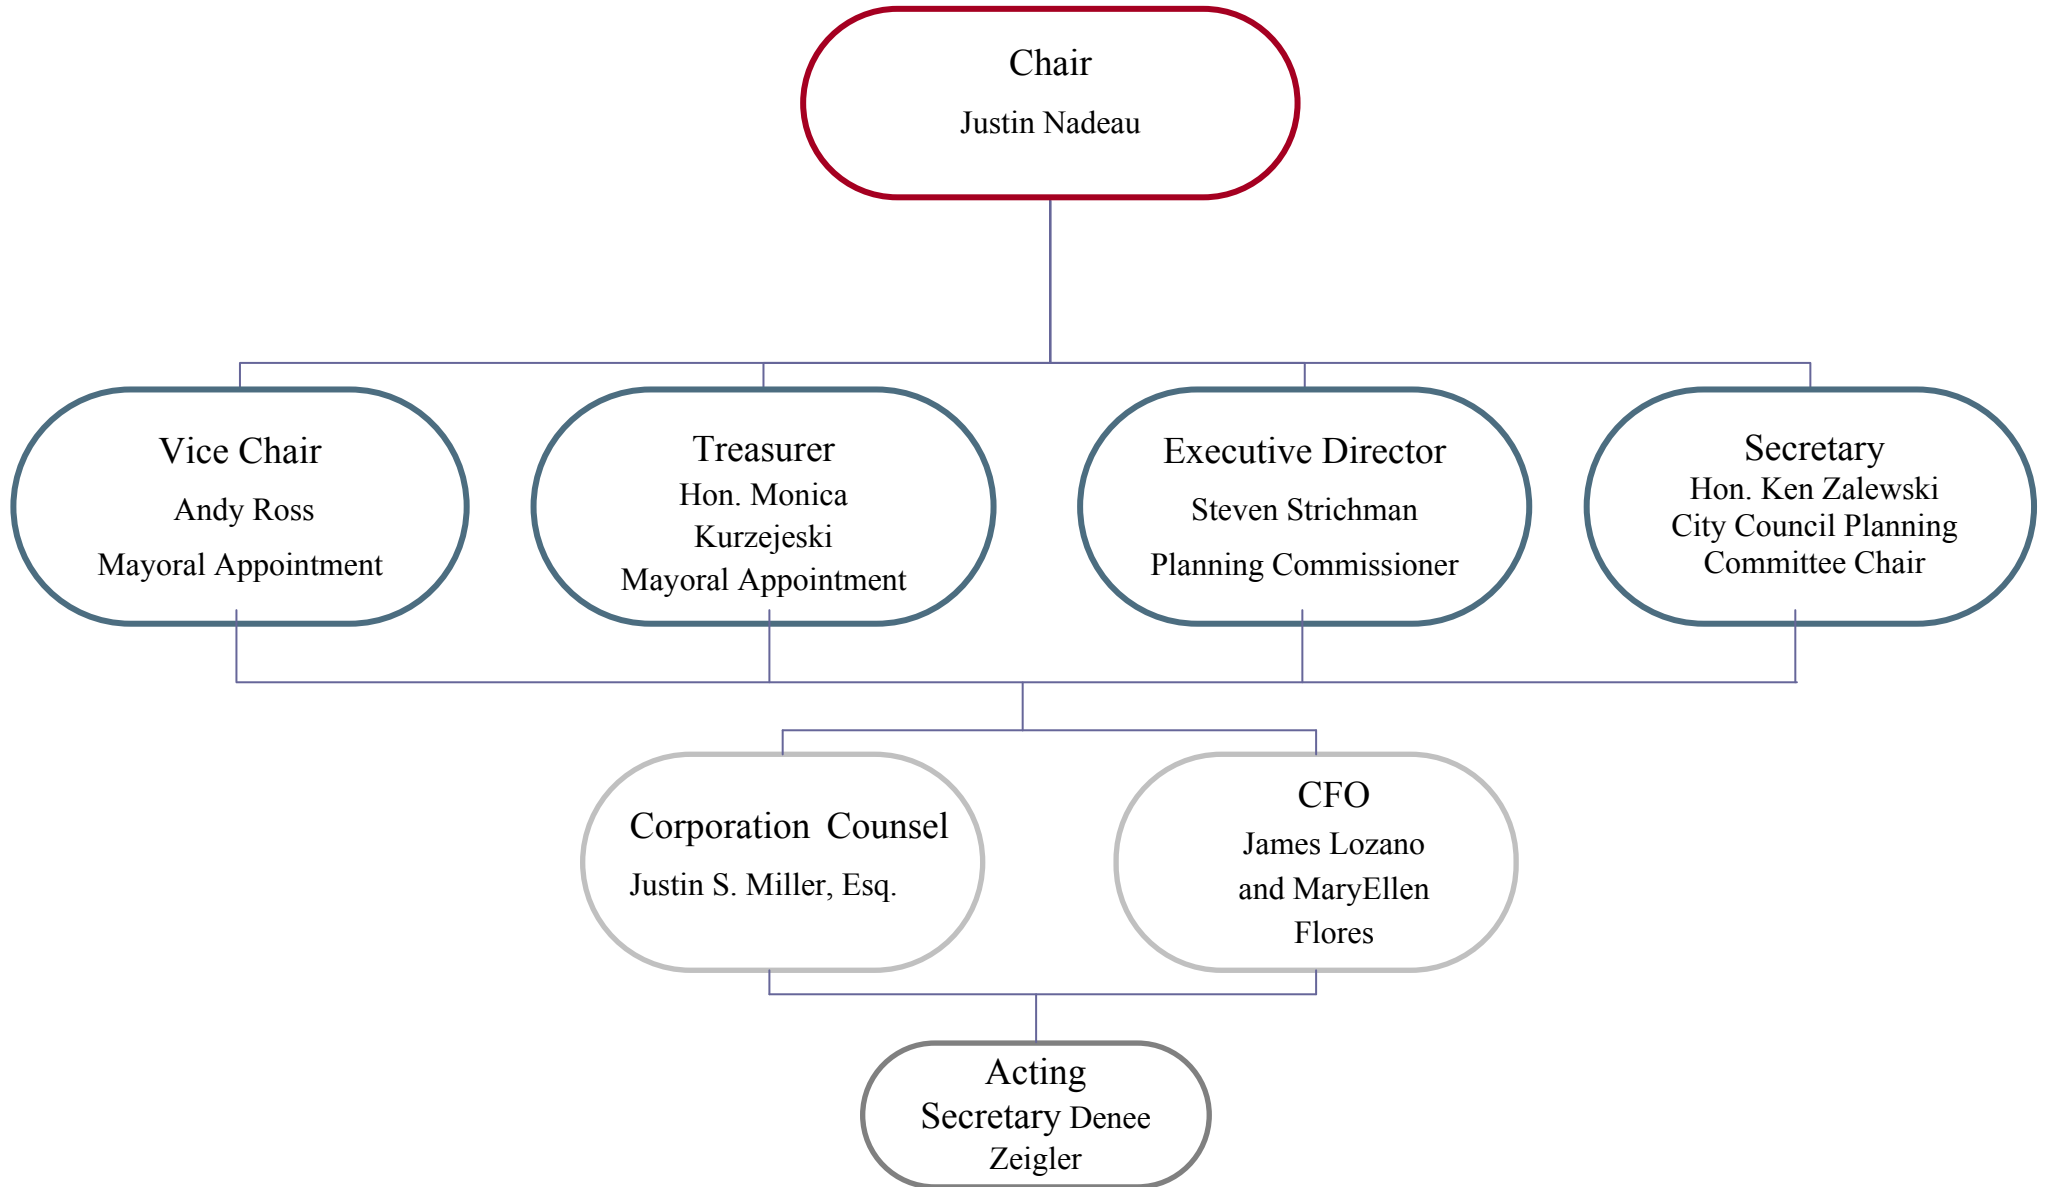 Chair
Justin Nadeau
Vice Chair
Andy Ross
Mayoral Appointment
Treasurer
Hon. Monica
Kurzejeski
Mayoral Appointment
Executive Director
Steven Strichman
Planning Commissioner
Secretary
Hon. Ken Zalewski
City Council Planning
Committee Chair
Corporation Counsel
Justin S. Miller, Esq.
CFO
James Lozano
and MaryEllen
Flores
Acting
Secretary Denee
Zeigler